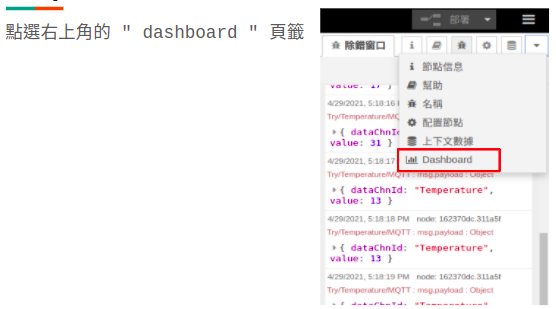 點選右上角的 " dashboard " 頁籤
部署
除錯窗口
i
節點信息
幫助
名稱
配置節點
上下文數據
Dashboard
value: 17 }
4/29/2021, 5:18:16
Try/Temperature/MQ
{ dataChnId
value: 31 }
4/29/2021, 5:18:17
Try/Temperature/MQTT : msg.payload : Object
{ dataChnId: "Temperature",
value: 13 }
4/29/2021, 5:18:18 PM node: 162370dc.311a5f
Try/Temperature/MQTT : msg.payload : Object
{ dataChnId: "Temperature",
value: 13 }
4/29/2021, 5:18:19 PM node: 162370dc.311a5f
Try/Temperature/MQTT : msg.payload : Object
{ dataChnId: "Temperature",